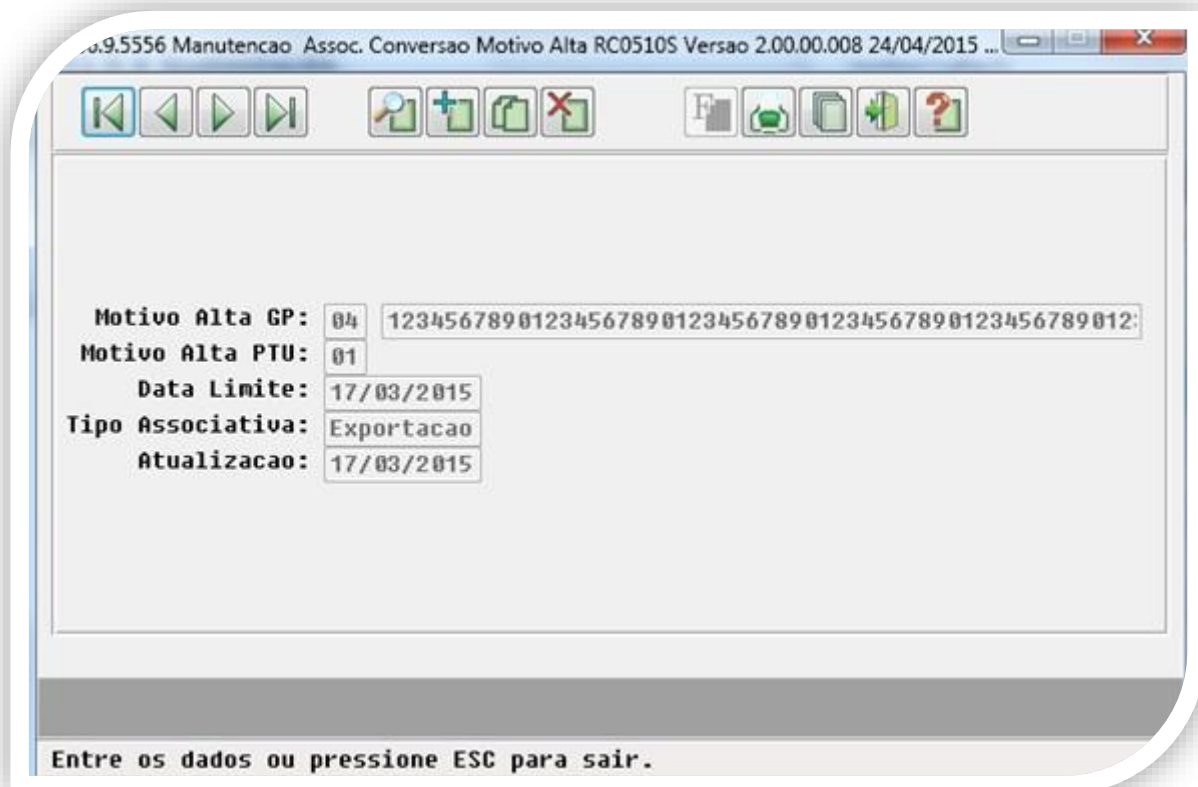 .9.5556 Manutencao Assoc. Conversao Motivo Alta RC0510S Versao 2.00.00.008 24/04/2015 ...
Motivo Alta GP: 04 1234567890123456789012345678901234567890123456789012
Motivo Alta PTU: 01
Data Limite: 17/03/2015
Tipo Associativa: Exportacao
Atualizacao: 17/03/2015
Entre os dados ou pressione ESC para sair.